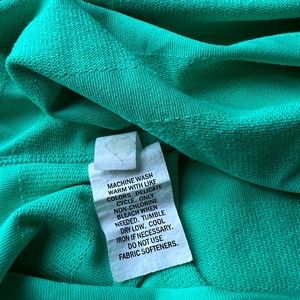 MACHINE WASH
WARM WITH LIKE
COLORS, DELICATE
CYCLE. ONLY
NON CHLORINE
BLEACH WHEN
NEEDED. TUMBLE
DRY LOW. COOL
IRON IF NECESSARY.
DO NOT USE
FABRIC SOFTENERS.